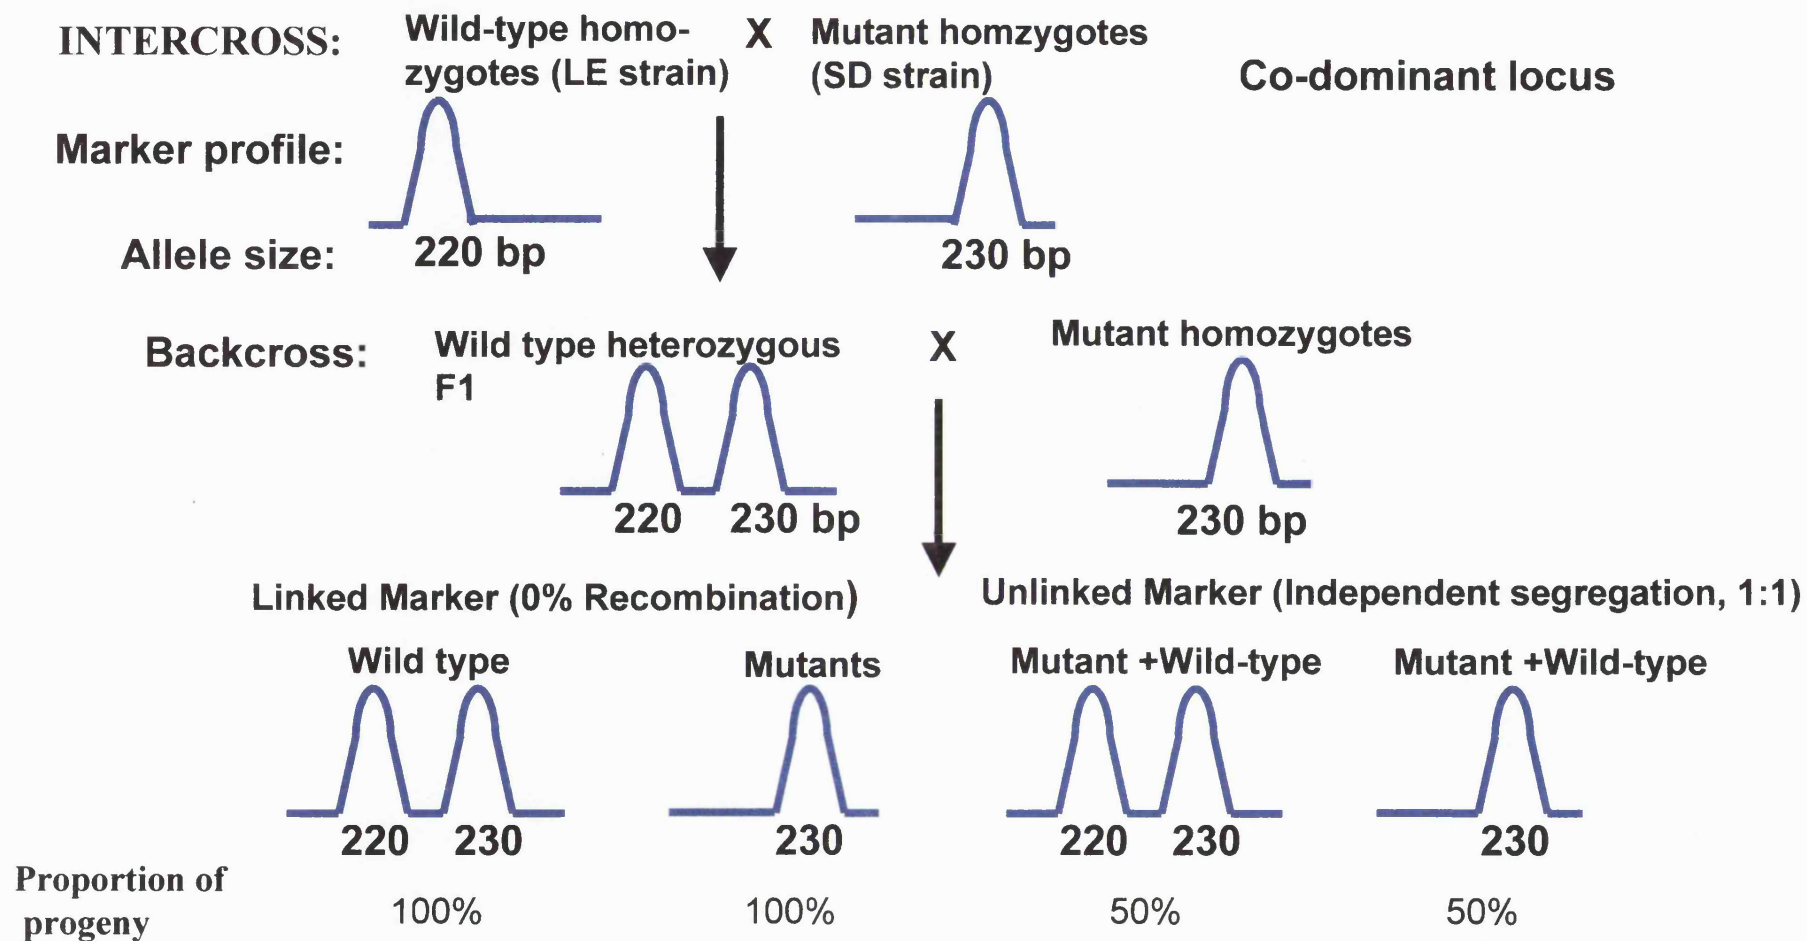 INTERCROSS:
Wild-type homo-
zygotes (LE strain)
X
Mutant homzygotes
(SD strain)
Co-dominant locus
Marker profile:
Allele size:
220 bp
230 bp
Backcross:
Wild type heterozygous
F1
X
Mutant homozygotes
220 230 bp
230 bp
Linked Marker (0% Recombination)
Unlinked Marker (Independent segregation, 1:1)
Wild type
Mutants
Mutant +Wild-type
Mutant +Wild-type
220 230
230
220 230
230
Proportion of
progeny
100%
100%
50%
50%